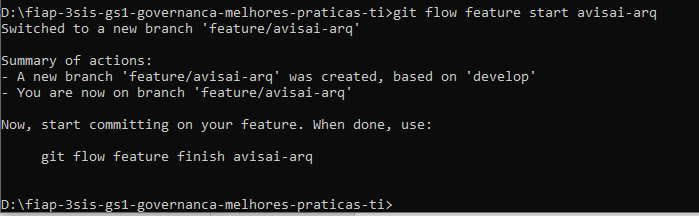 D:\fiap-3sis-gs1-governanca-melhores-praticas-ti>git flow feature start avisai-arq
Switched to a new branch 'feature/avisai-arq'
Summary of actions:
- A new branch 'feature/avisai-arq' was created, based on 'develop'
- You are now on branch 'feature/avisai-arq'
Now, start committing on your feature. When done, use:
git flow feature finish avisai-arq
D:\fiap-3sis-gs1-governanca-melhores-praticas-ti>